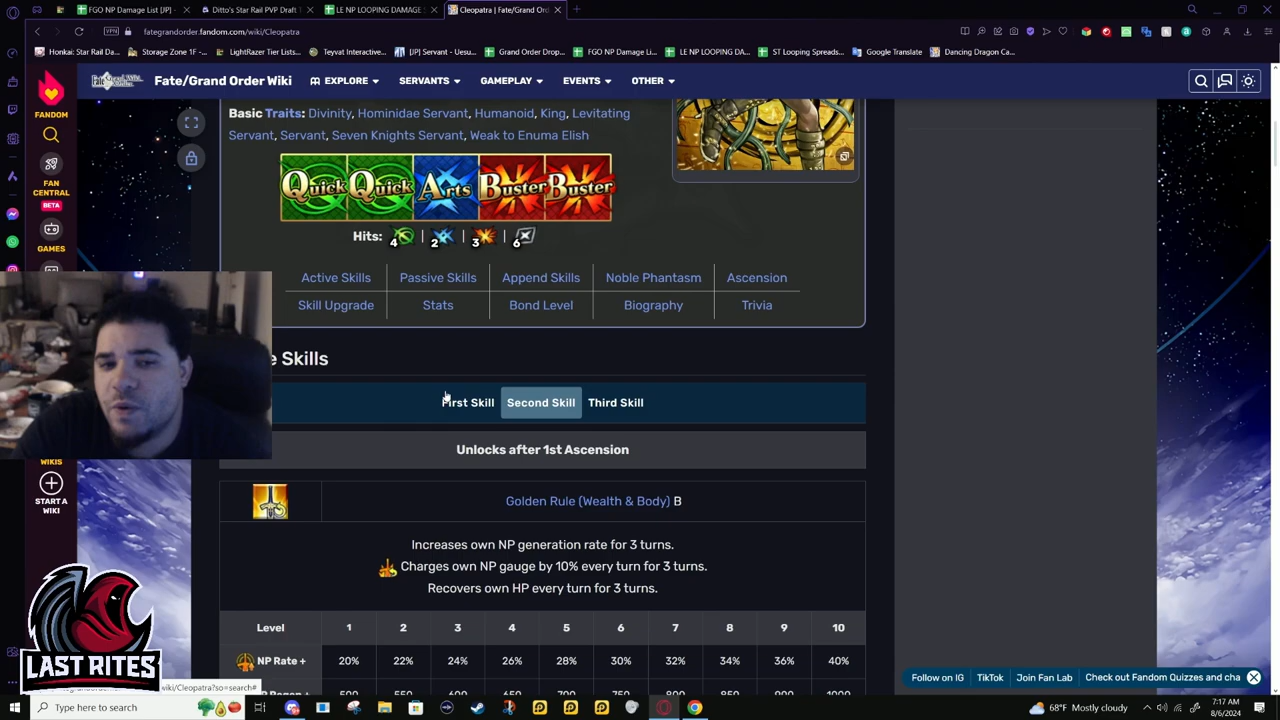 FGO NP Damage List [JP] -
Ditto's Star Rail PVP Draft
LE NP LOOPING DAMAGE
Cleopatra | Fate/Grand Or
VPN
fategrandorder.fandom.com/wiki/Cleopatra
Honkai: Star Rail Da...
Storage Zone 1F -...
LightRazer Tier Lists...
Teyvat Interactive...
[JP] Servant - Uesu...
Grand Order Drop...
FGO NP Damage Li...
LE NP LOOPING DA...
ST Looping Spreads...
Google Translate
Dancing Dragon Ca...
Fate/Grand Order Wiki
EXPLORE
SERVANTS
GAMEPLAY
EVENTS
OTHER
FANDOM
FAN
CENTRAL
BETA
GAMES
WIKIS
START A
WIKI
Basic Traits: Divinity, Hominidae Servant, Humanoid, King, Levitating
Servant, Servant, Seven Knights Servant, Weak to Enuma Elish
Quick Quick Arts Buster Buster
Hits: 4 | 2 | 3 | 6
Active Skills Passive Skills Append Skills Noble Phantasm Ascension
Skill Upgrade Stats Bond Level Biography Trivia
e Skills
First Skill Second Skill Third Skill
Unlocks after 1st Ascension
Golden Rule (Wealth & Body) B
Increases own NP generation rate for 3 turns.
Charges own NP gauge by 10% every turn for 3 turns.
Recovers own HP every turn for 3 turns.
Level 1 2 3 4 5 6 7 8 9 10
NP Rate + 20% 22% 24% 26% 28% 30% 32% 34% 36% 40%
LAST RITES
wiki/Cleopatra?so=search#
Follow on IG TikTok Join Fan Lab Check out Fandom Quizzes and cha
Type here to search
68°F Mostly cloudy
7:17 AM
8/6/2024